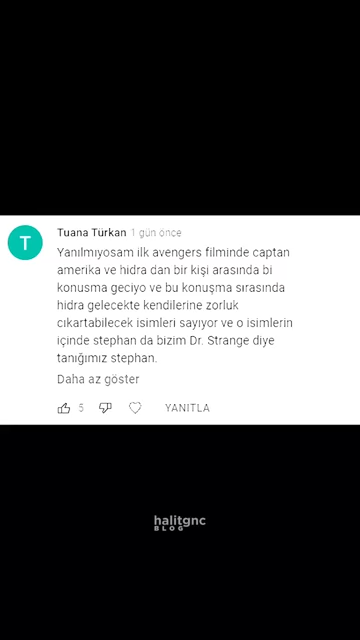 T
Tuana Türkan 1 gün önce
Yanılmıyosam ilk avengers filminde captan
amerika ve hidra dan bir kişi arasında bi
konusma geciyo ve bu konuşma sırasında
hidra gelecekte kendilerine zorluk
cıkartabilecek isimleri sayıyor ve o isimlerin
içinde stephan da bizim Dr. Strange diye
tanığımız stephan.
Daha az göster
5 YANITLA
halitgnc
BLOG